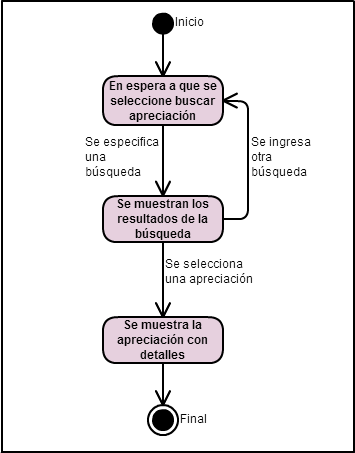 Inicio
En espera a que se
seleccione buscar
apreciación
Se especifica
una
búsqueda
Se ingresa
otra
búsqueda
Se muestran los
resultados de la
búsqueda
Se selecciona
una apreciación
Se muestra la
apreciación con
detalles
Final